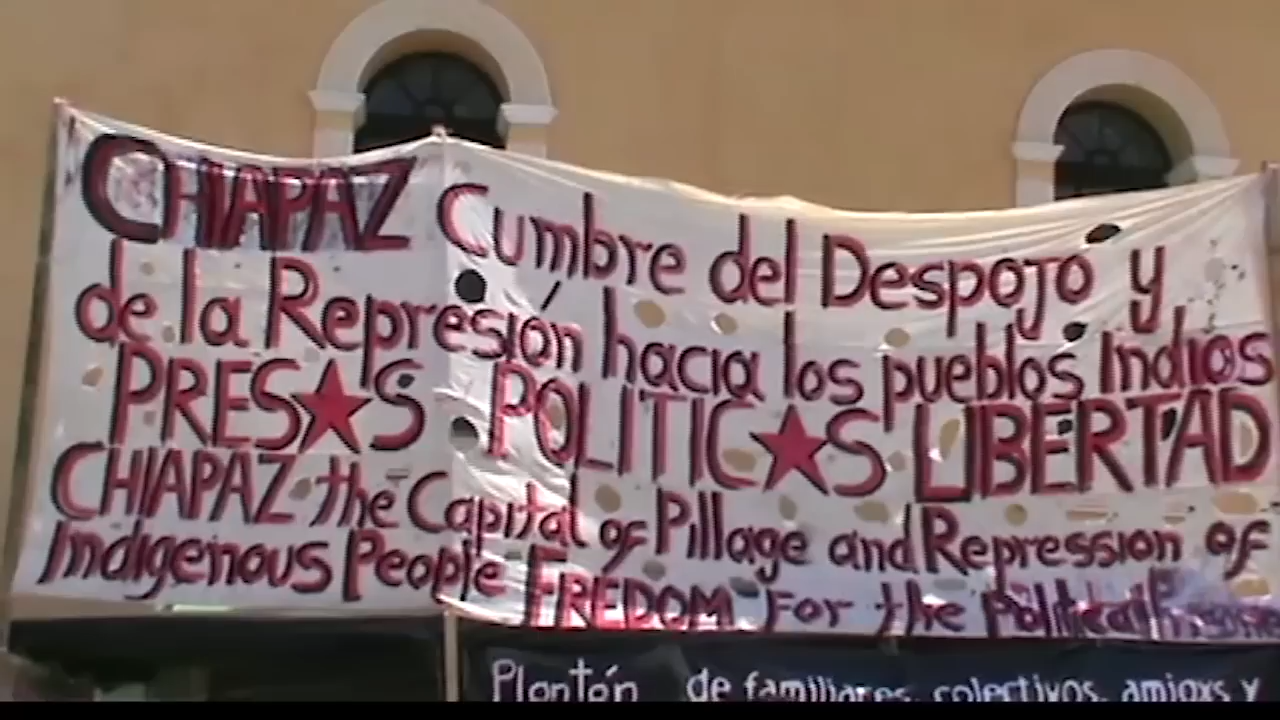 CHIAPAZ Cumbre del Despojo y
de la Represión hacia los pueblos Indios
PRES★S POLITIC★S LIBERTAD
CHIAPAZ the Capital of Pillage and Repression of
Indigenous People FREDOM For the Political
Plantón de familiares, colectivos, amigxs y